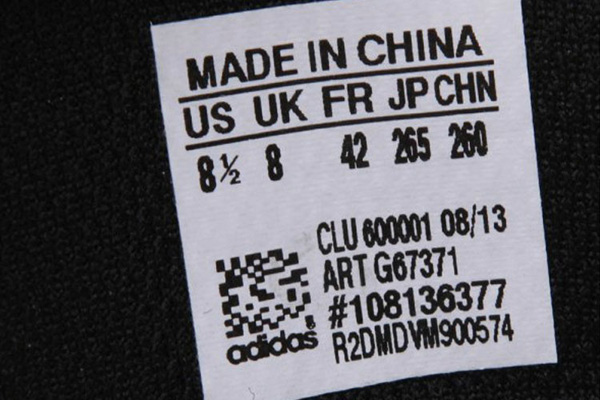 MADE IN CHINA
US UK FR JP CHN
8½ 8 42 265 260
CLU 600001 08/13
ART G67371
#108136377
R2DMDVM900574
adidas